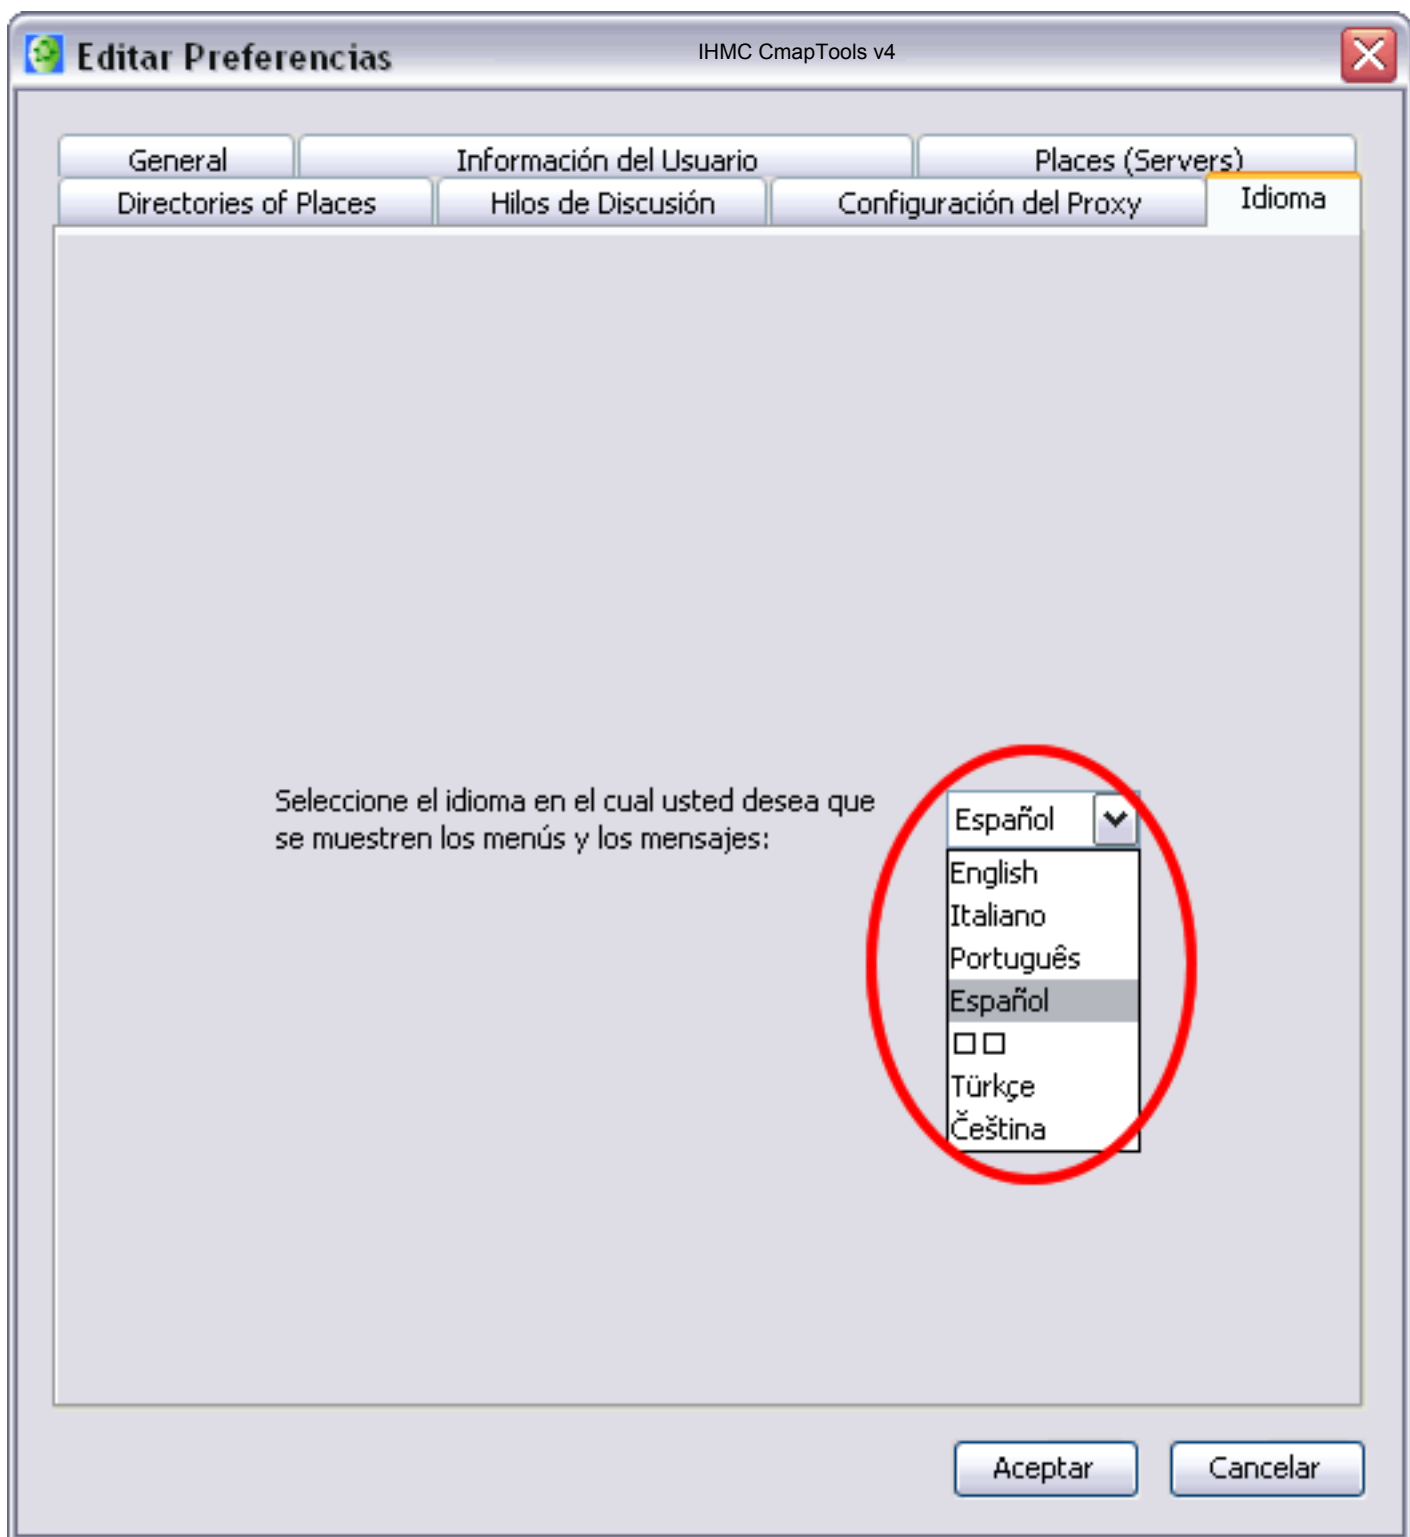 Editar Preferencias IHMC CmapTools v4
General Información del Usuario Places (Servers)
Directories of Places Hilos de Discusión Configuración del Proxy Idioma
Seleccione el idioma en el cual usted desea que
se muestren los menús y los mensajes:
Español
English
Italiano
Português
Español
□□
Türkçe
Čeština
Aceptar Cancelar